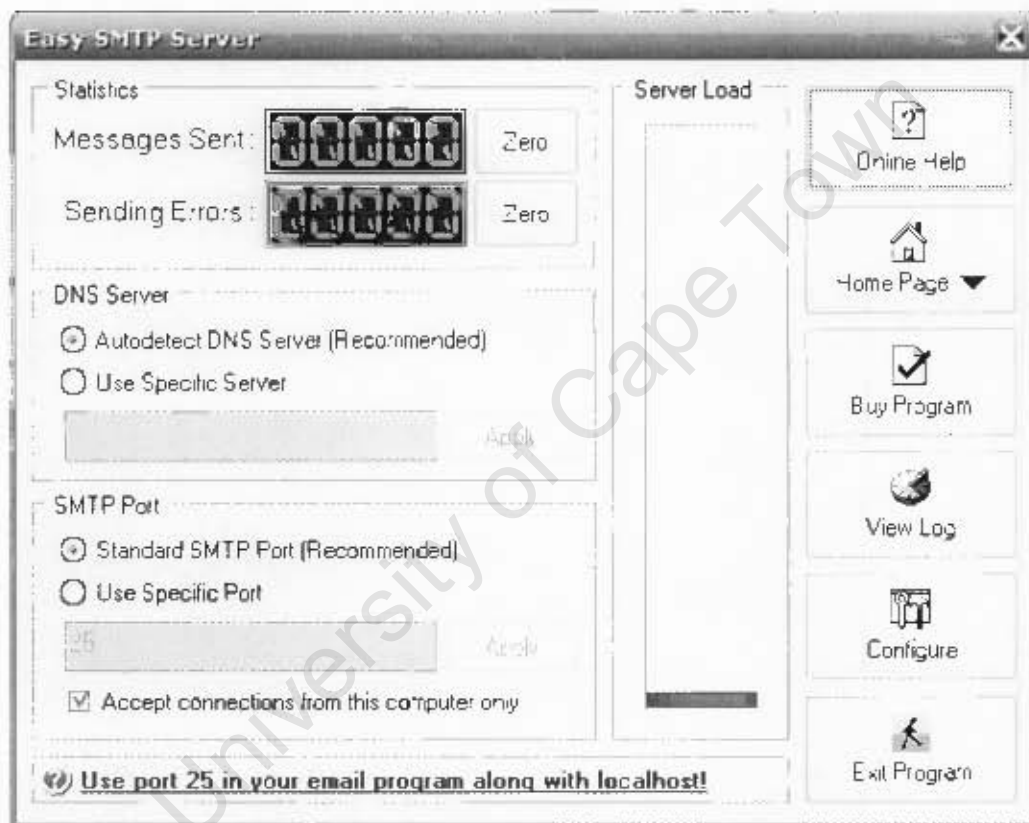 Easy SMTP Server
Statistics
Messages Sent:
Zero
Sending Errors:
Zero
DNS Server
Autodetect DNS Server (Recommended)
Use Specific Server
Apply
SMTP Port
Standard SMTP Port (Recommended)
Use Specific Port
25
Apply
Accept connections from this computer only
Use port 25 in your email program along with localhost!
Server Load
Online Help
Home Page
Buy Program
View Log
Configure
Exit Program
University of Cape Town